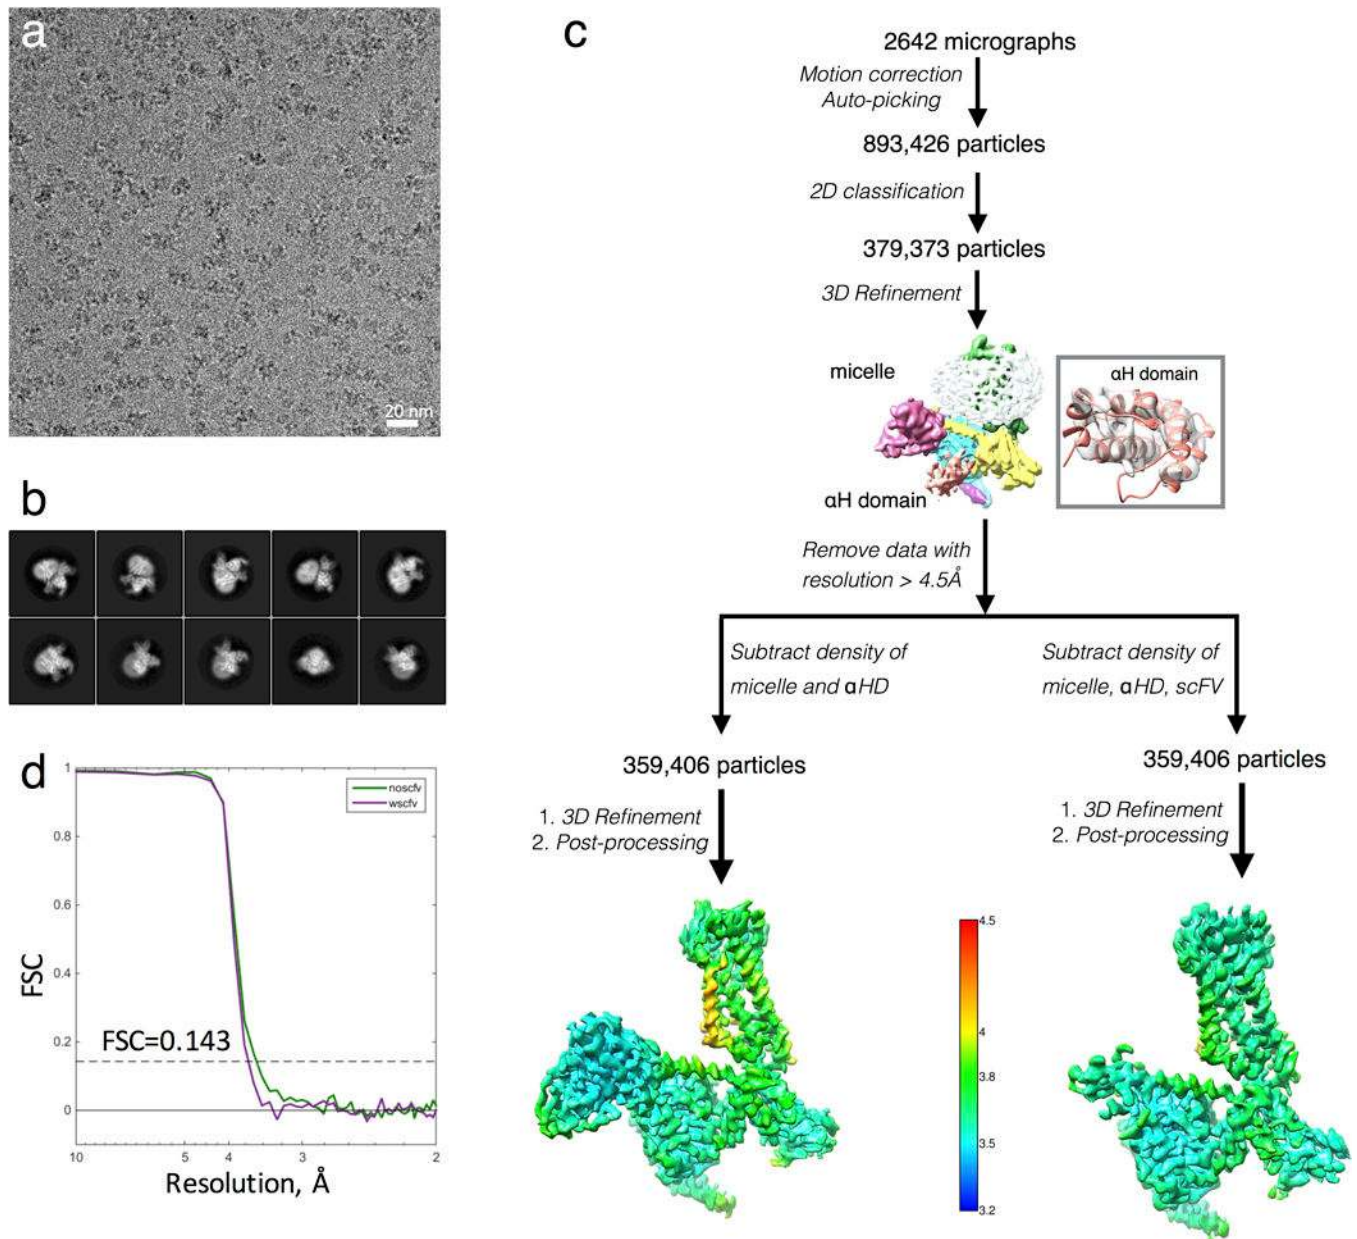 a
20 nm
b
c
2642 micrographs
Motion correction
Auto-picking
893,426 particles
2D classification
379,373 particles
3D Refinement
micelle
αH domain
αH domain
Remove data with
resolution > 4.5Å
Subtract density of
micelle and αHD
Subtract density of
micelle, αHD, scFV
359,406 particles
359,406 particles
1. 3D Refinement
2. Post-processing
1. 3D Refinement
2. Post-processing
4.5
4
3.8
3.5
3.2
d
1
0.8
0.6
0.4
0.2
0
noscfv
wscfv
FSC
FSC=0.143
10
5
4
3
2
Resolution, Å